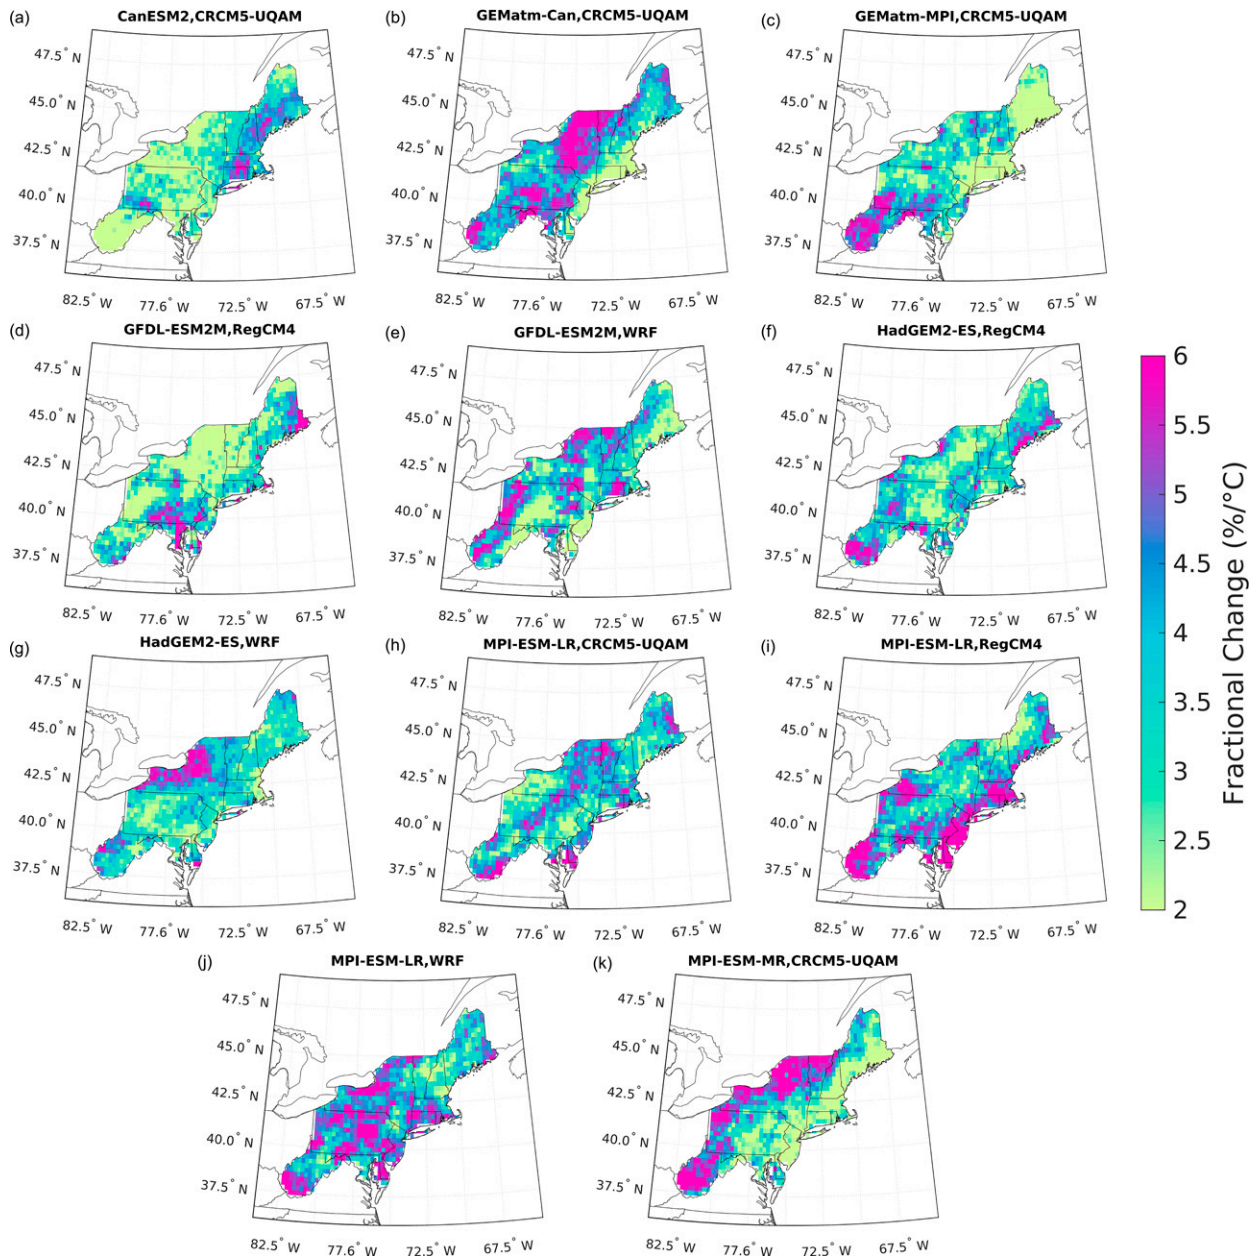 (a) CanESM2,CRCM5-UQAM
47.5° N
45.0° N
42.5° N
40.0° N
37.5° N
82.5° W 77.6° W 72.5° W 67.5° W
(b) GEMatm-Can,CRCM5-UQAM
47.5° N
45.0° N
42.5° N
40.0° N
37.5° N
82.5° W 77.6° W 72.5° W 67.5° W
(c) GEMatm-MPI,CRCM5-UQAM
47.5° N
45.0° N
42.5° N
40.0° N
37.5° N
82.5° W 77.6° W 72.5° W 67.5° W
(d) GFDL-ESM2M,RegCM4
47.5° N
45.0° N
42.5° N
40.0° N
37.5° N
82.5° W 77.6° W 72.5° W 67.5° W
(e) GFDL-ESM2M,WRF
47.5° N
45.0° N
42.5° N
40.0° N
37.5° N
82.5° W 77.6° W 72.5° W 67.5° W
(f) HadGEM2-ES,RegCM4
47.5° N
45.0° N
42.5° N
40.0° N
37.5° N
82.5° W 77.6° W 72.5° W 67.5° W
(g) HadGEM2-ES,WRF
47.5° N
45.0° N
42.5° N
40.0° N
37.5° N
82.5° W 77.6° W 72.5° W 67.5° W
(h) MPI-ESM-LR,CRCM5-UQAM
47.5° N
45.0° N
42.5° N
40.0° N
37.5° N
82.5° W 77.6° W 72.5° W 67.5° W
(i) MPI-ESM-LR,RegCM4
47.5° N
45.0° N
42.5° N
40.0° N
37.5° N
82.5° W 77.6° W 72.5° W 67.5° W
(j) MPI-ESM-LR,WRF
47.5° N
45.0° N
42.5° N
40.0° N
37.5° N
82.5° W 77.6° W 72.5° W 67.5° W
(k) MPI-ESM-MR,CRCM5-UQAM
47.5° N
45.0° N
42.5° N
40.0° N
37.5° N
82.5° W 77.6° W 72.5° W 67.5° W
6
5.5
5
4.5
4
3.5
3
2.5
2
Fractional Change (%/°C)